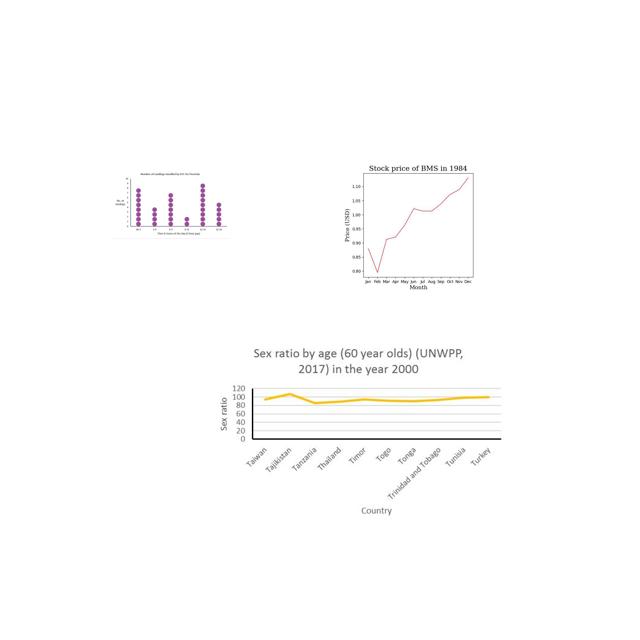 Stock price of BMS in 1984
Price (USD)
1.10
1.05
1.00
0.95
0.90
0.85
0.80
Jan Feb Mar Apr May Jun Jul Aug Sep Oct Nov Dec
Month
Sex ratio by age (60 year olds) (UNWPP,
2017) in the year 2000
Sex ratio
120
100
80
60
40
20
0
Taiwan
Tajikistan
Tanzania
Thailand
Timor
Togo
Tonga
Trinidad and Tobago
Tunisia
Turkey
Country